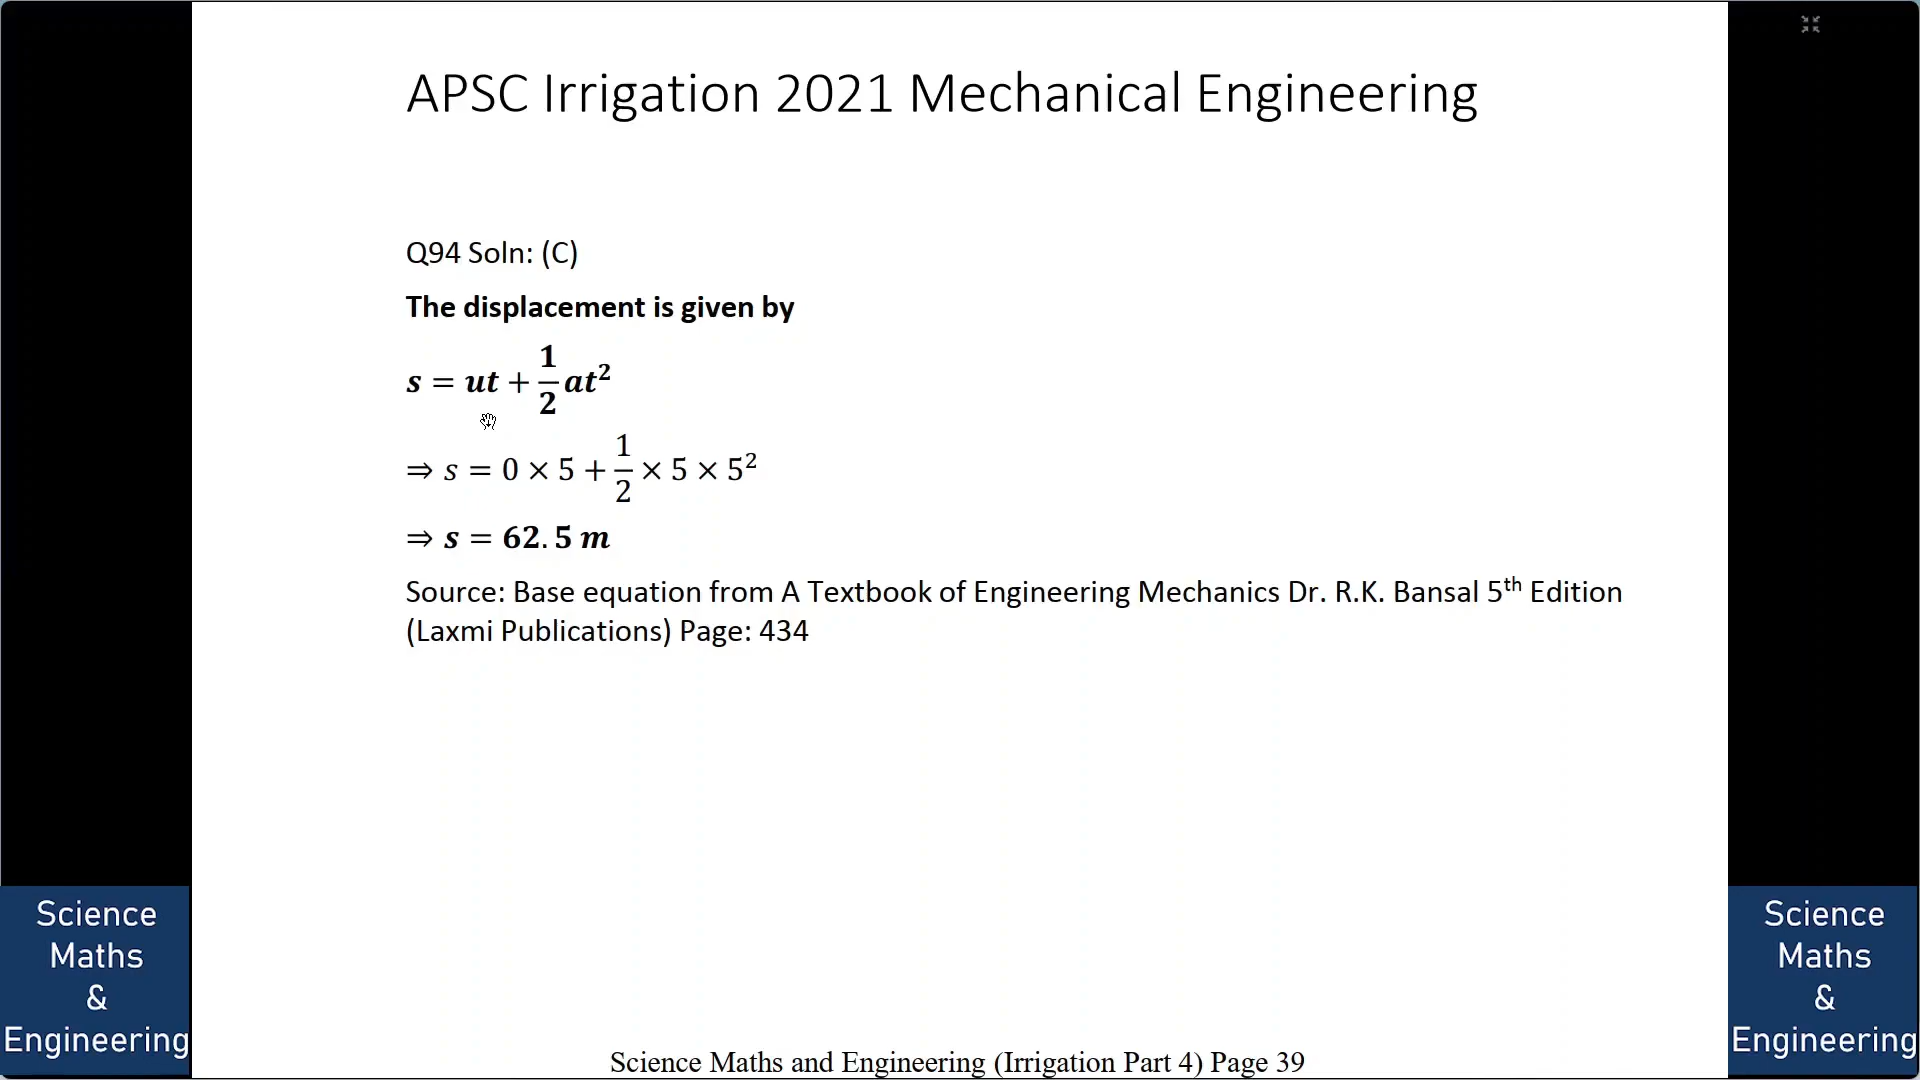 APSC Irrigation 2021 Mechanical Engineering
Q94 Soln: (C)
The displacement is given by
s = ut + 1/2 at²
⇒ s = 0 × 5 + 1/2 × 5 × 5²
⇒ s = 62.5 m
Source: Base equation from A Textbook of Engineering Mechanics Dr. R.K. Bansal 5th Edition
(Laxmi Publications) Page: 434
Science
Maths
&
Engineering
Science
Maths
&
Engineering
Science Maths and Engineering (Irrigation Part 4) Page 39